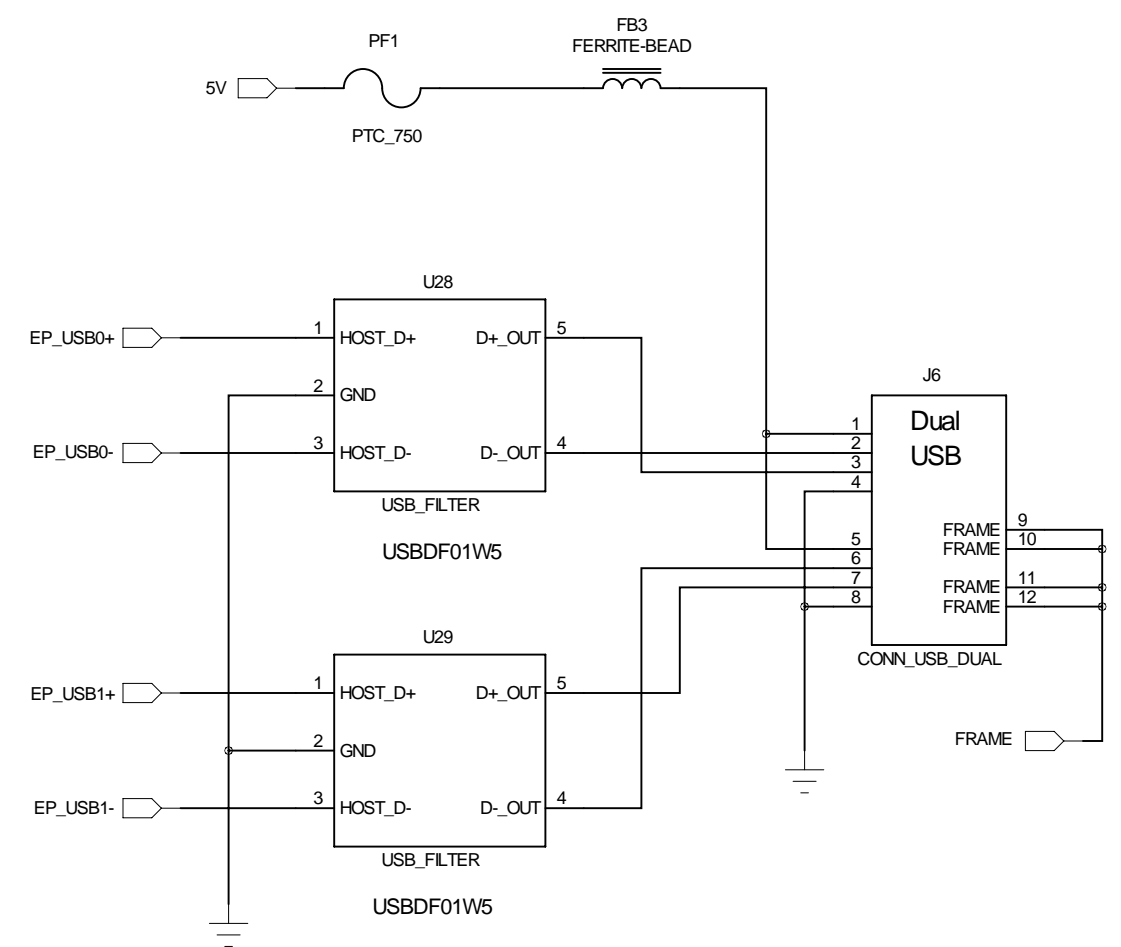 FB3
PF1
FERRITE-BEAD
5V
PTC_750
U28
EP_USB0+
1
HOST_D+
D+_OUT
5
2
GND
EP_USB0-
3
HOST_D-
D-_OUT
4
USB_FILTER
USBDF01W5
J6
Dual
USB
1
2
3
4
5
6
7
8
FRAME
9
FRAME
10
FRAME
11
FRAME
12
CONN_USB_DUAL
U29
EP_USB1+
1
HOST_D+
D+_OUT
5
2
GND
EP_USB1-
3
HOST_D-
D-_OUT
4
USB_FILTER
USBDF01W5
FRAME